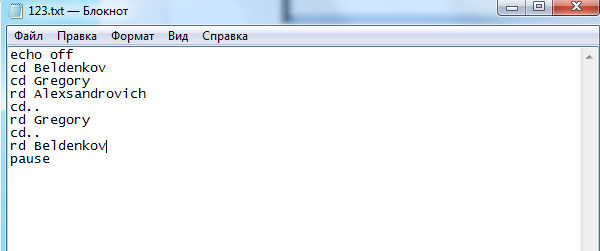 123.txt — Блокнот
Файл Правка Формат Вид Справка
echo off
cd Beldenkov
cd Gregory
rd Alexsandrovich
cd..
rd Gregory
cd..
rd Beldenkov
pause